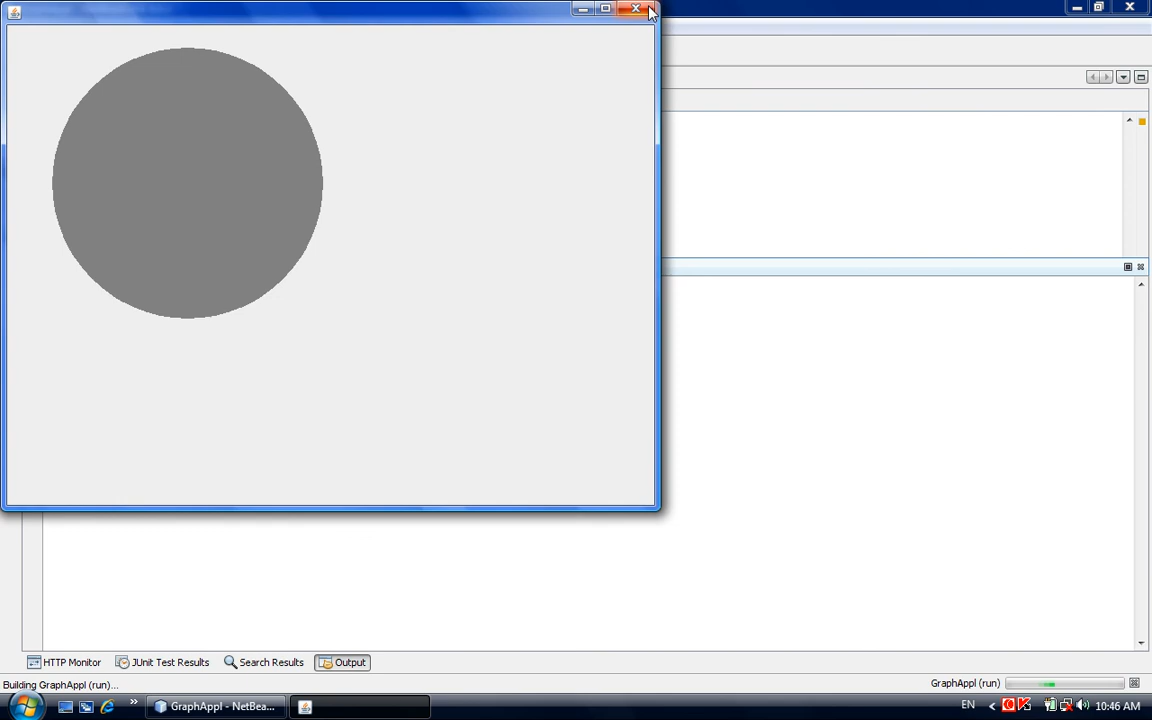 HTTP Monitor
JUnit Test Results
Search Results
Output
Building GraphAppl (run)...
GraphAppl (run)
GraphAppl - NetBea...
EN
10:46 AM